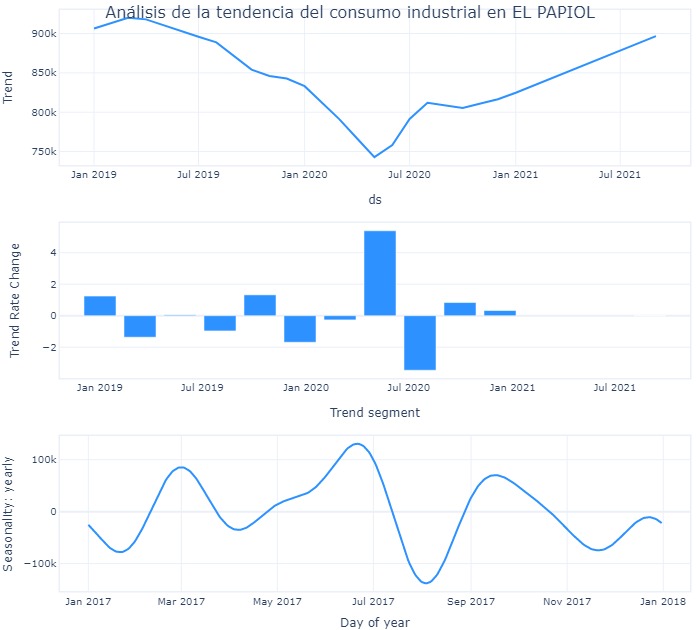 Análisis de la tendencia del consumo industrial en EL PAPIOL
900k
850k
800k
750k
Trend
Jan 2019 Jul 2019 Jan 2020 Jul 2020 Jan 2021 Jul 2021
ds
4
2
0
−2
Trend Rate Change
Jan 2019 Jul 2019 Jan 2020 Jul 2020 Jan 2021 Jul 2021
Trend segment
100k
0
−100k
Seasonality: yearly
Jan 2017 Mar 2017 May 2017 Jul 2017 Sep 2017 Nov 2017 Jan 2018
Day of year